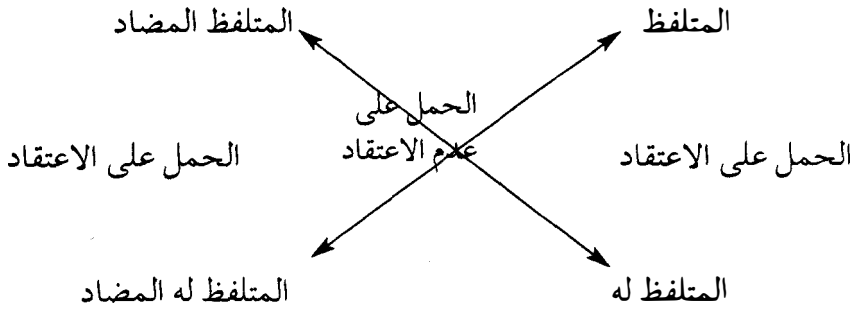 المتلفظ
المتلفظ المضاد
الحمل على
عدم الاعتقاد
الحمل على الاعتقاد
الحمل على الاعتقاد
المتلفظ له
المتلفظ له المضاد